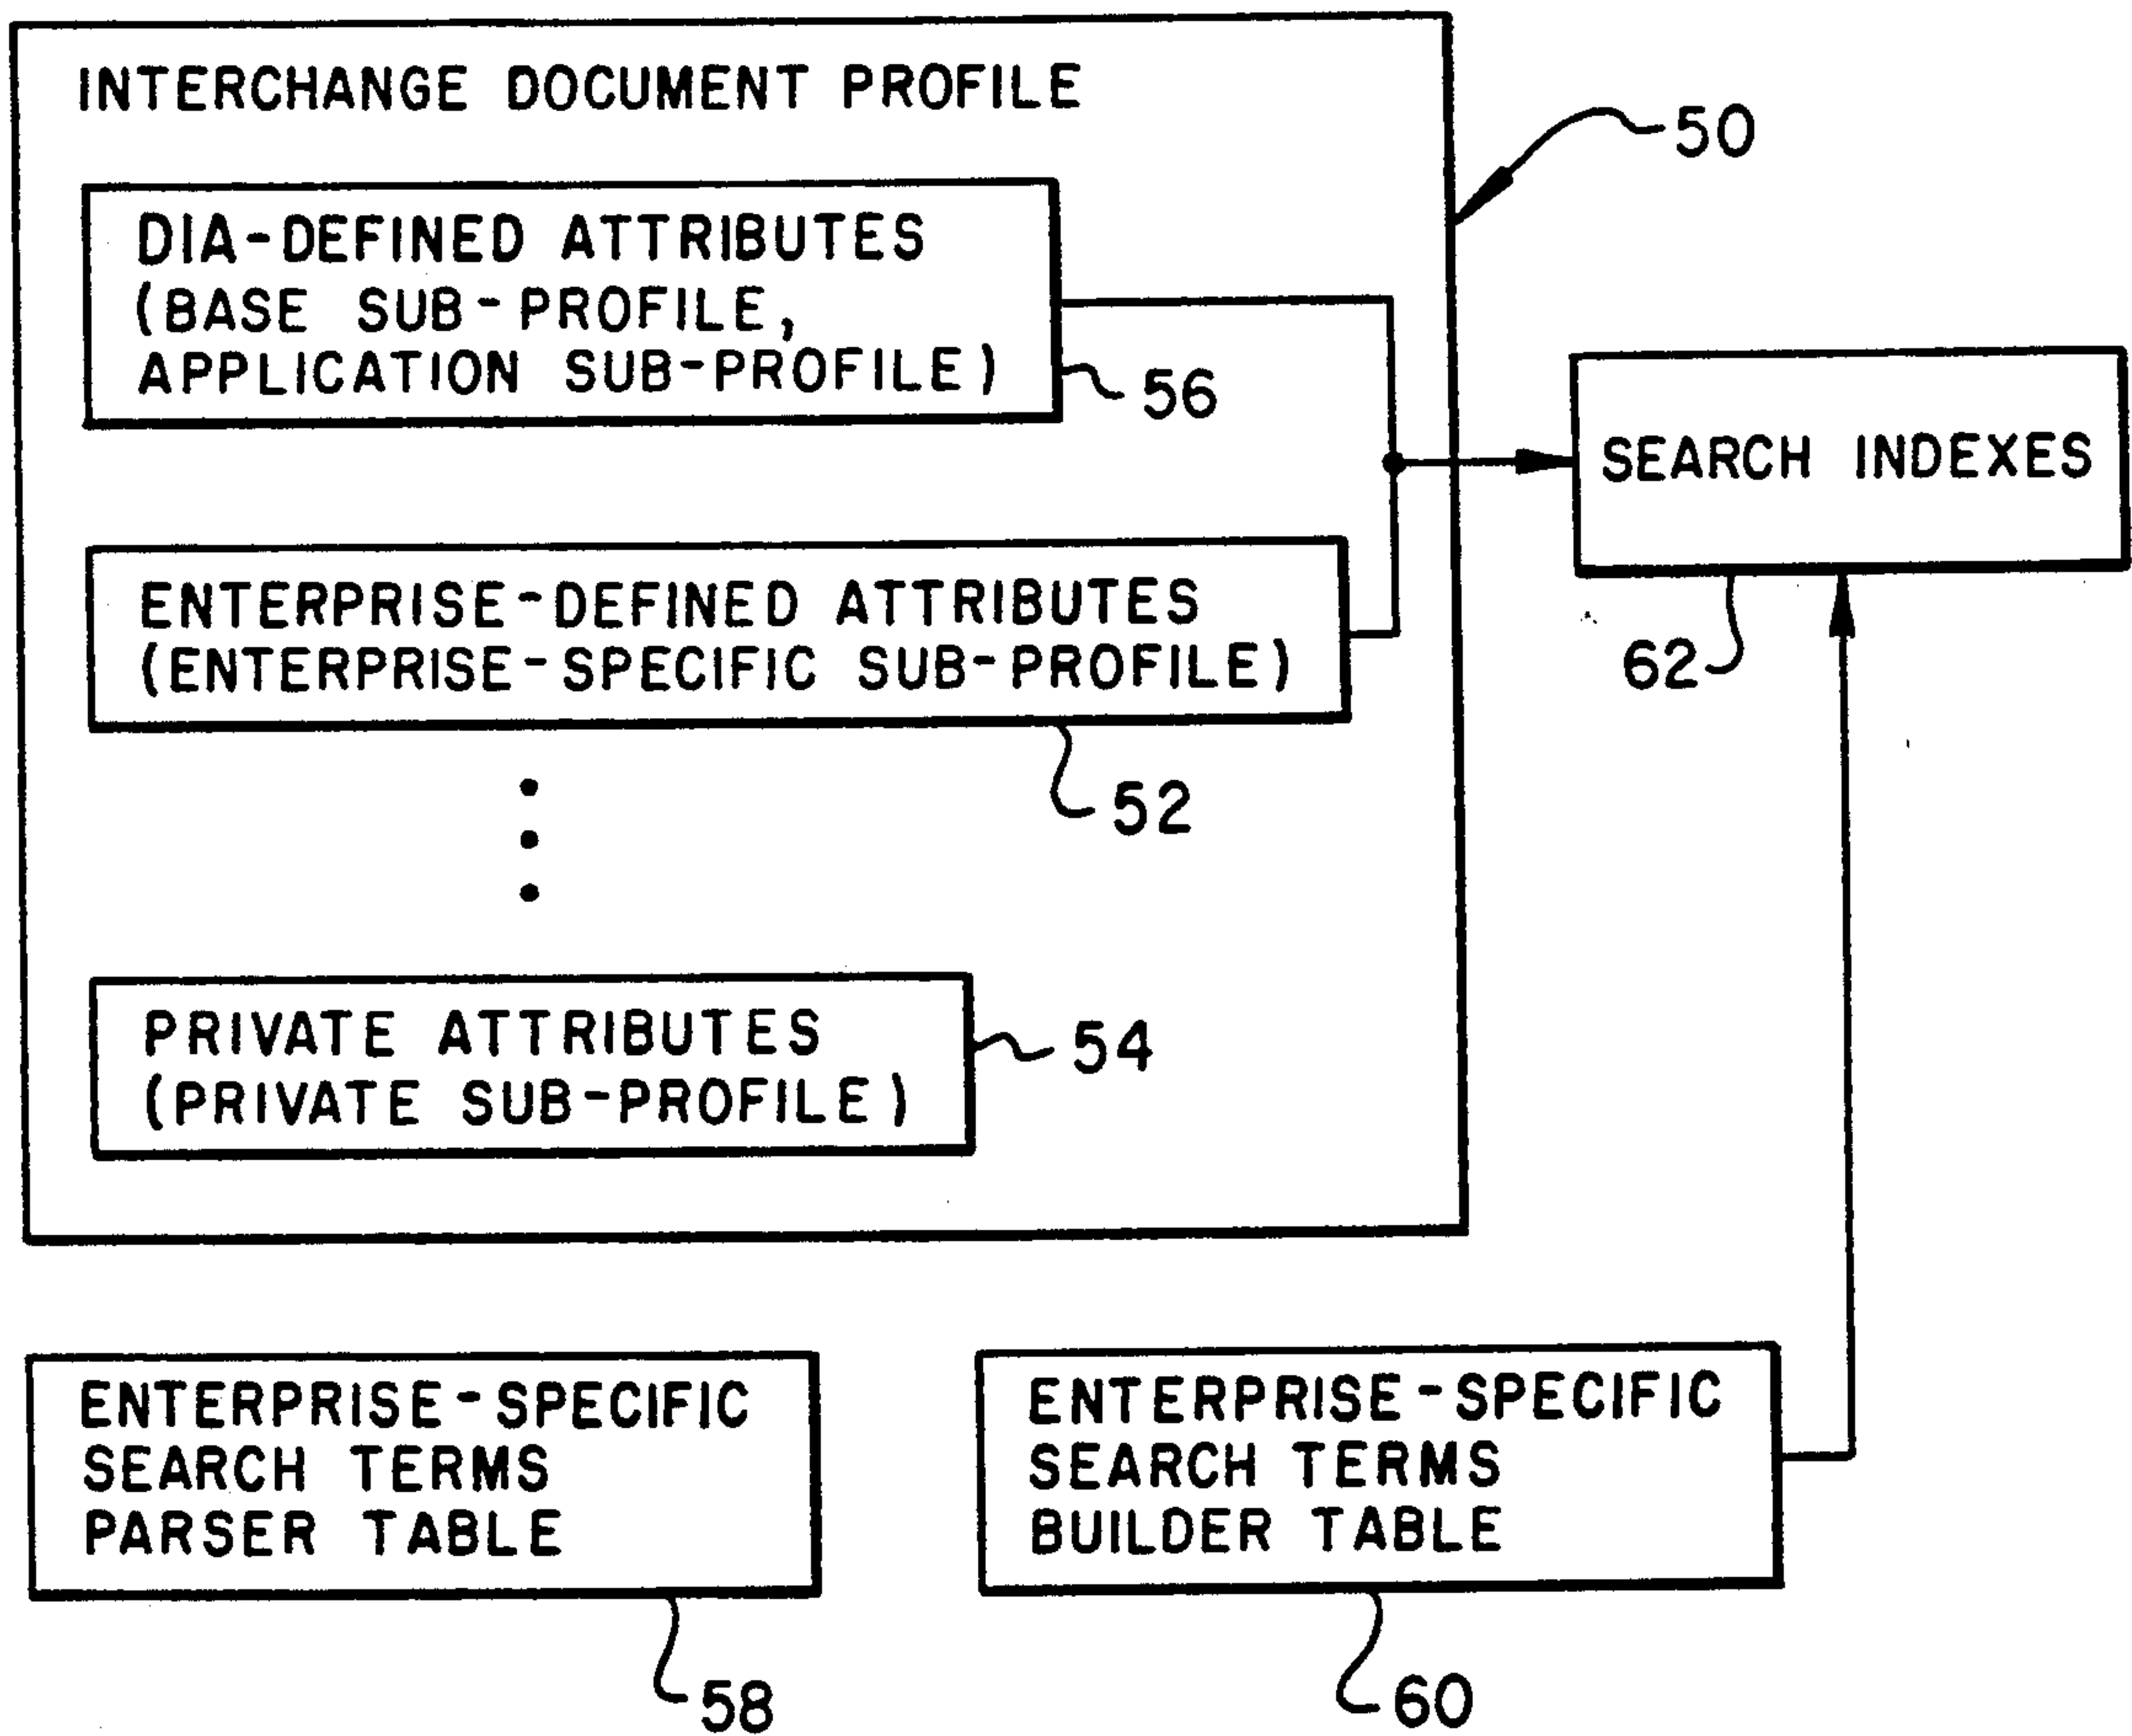 INTERCHANGE DOCUMENT PROFILE
50
DIA-DEFINED ATTRIBUTES
(BASE SUB-PROFILE,
APPLICATION SUB-PROFILE)
56
SEARCH INDEXES
62
ENTERPRISE-DEFINED ATTRIBUTES
(ENTERPRISE-SPECIFIC SUB-PROFILE)
52
PRIVATE ATTRIBUTES
(PRIVATE SUB-PROFILE)
54
ENTERPRISE-SPECIFIC
SEARCH TERMS
PARSER TABLE
58
ENTERPRISE-SPECIFIC
SEARCH TERMS
BUILDER TABLE
60